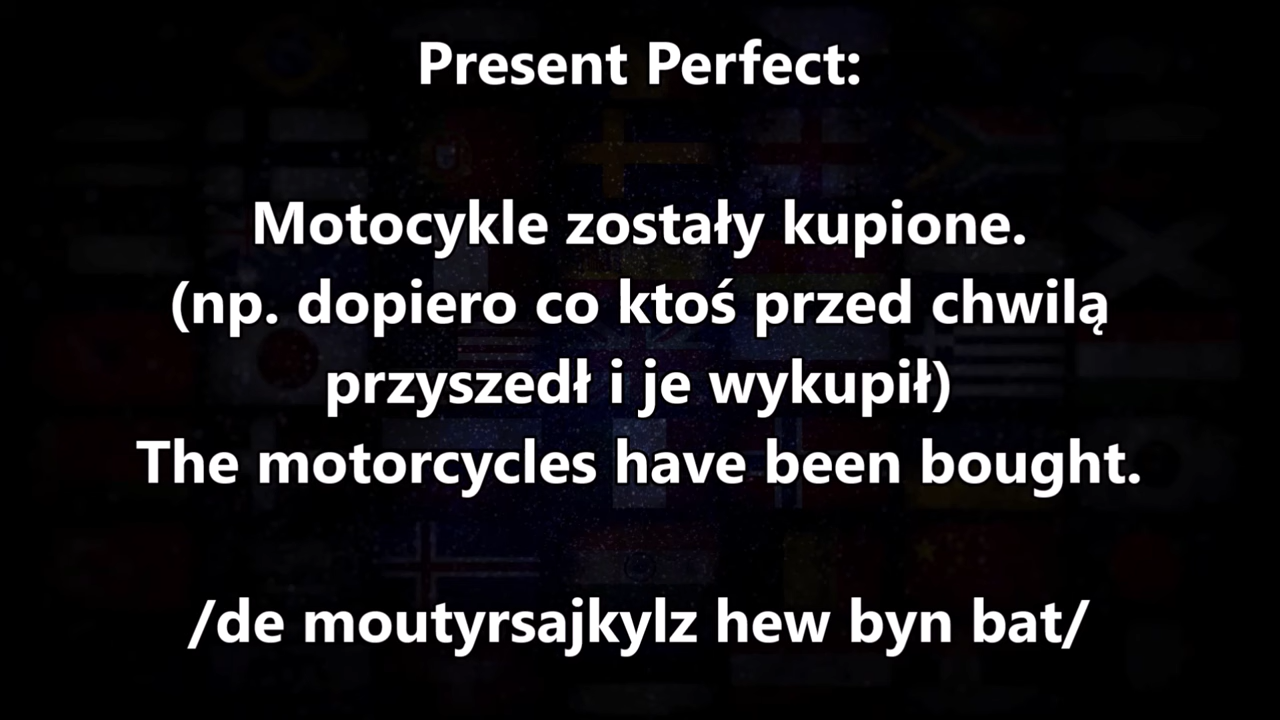 Present Perfect:
Motocykle zostały kupione.
(np. dopiero co ktoś przed chwilą
przyszedł i je wykupił)
The motorcycles have been bought.
/de moutyrsajkylz hew byn bat/